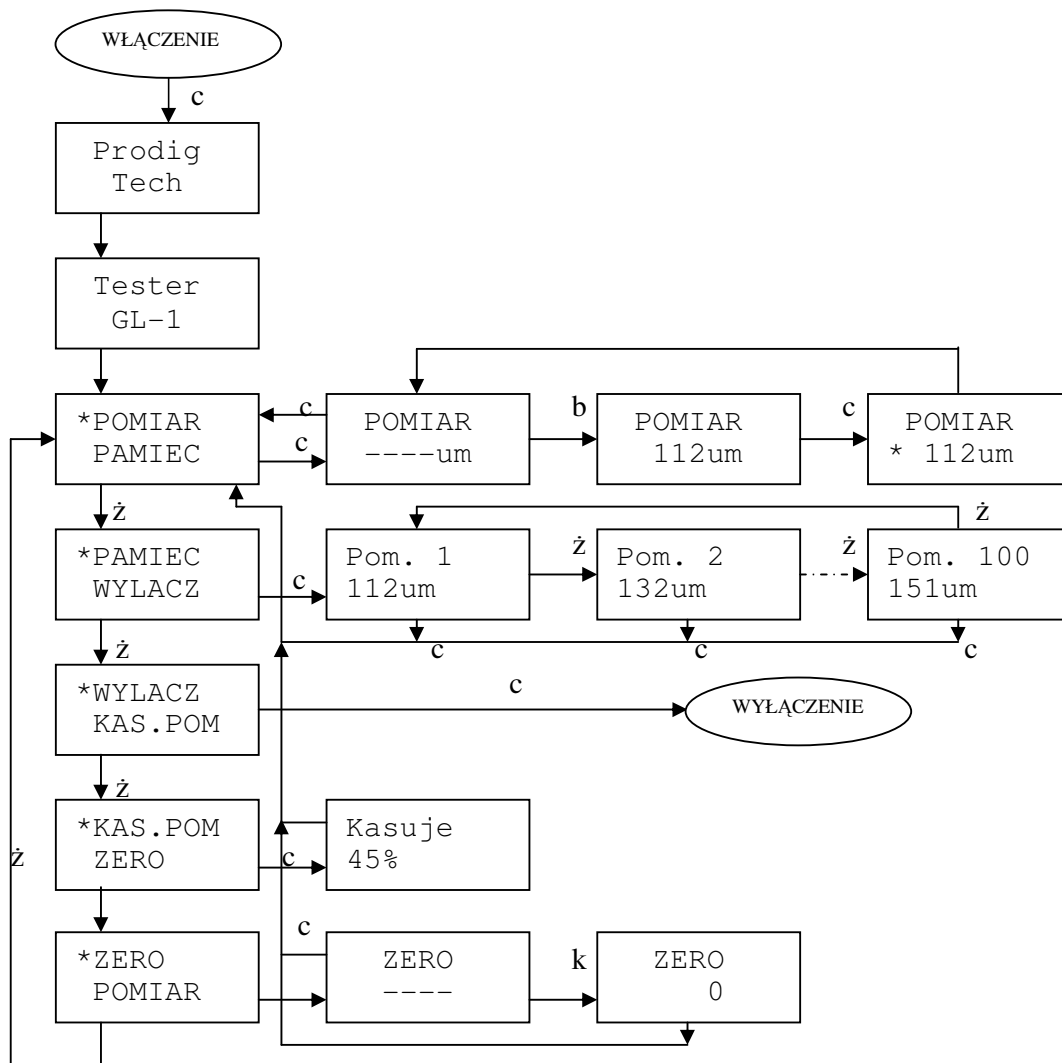 WŁĄCZENIE
c
Prodig
Tech
Tester
GL-1
*POMIAR
PAMIEC
c
c
POMIAR
----um
b
POMIAR
112um
c
POMIAR
* 112um
ż
*PAMIEC
WYLACZ
c
Pom. 1
112um
ż
Pom. 2
132um
ż
Pom. 100
151um
ż
c
c
c
ż
*WYLACZ
KAS.POM
c
WYŁĄCZENIE
ż
*KAS.POM
ZERO
c
Kasuje
45%
ż
*ZERO
POMIAR
c
ZERO
----
k
ZERO
0